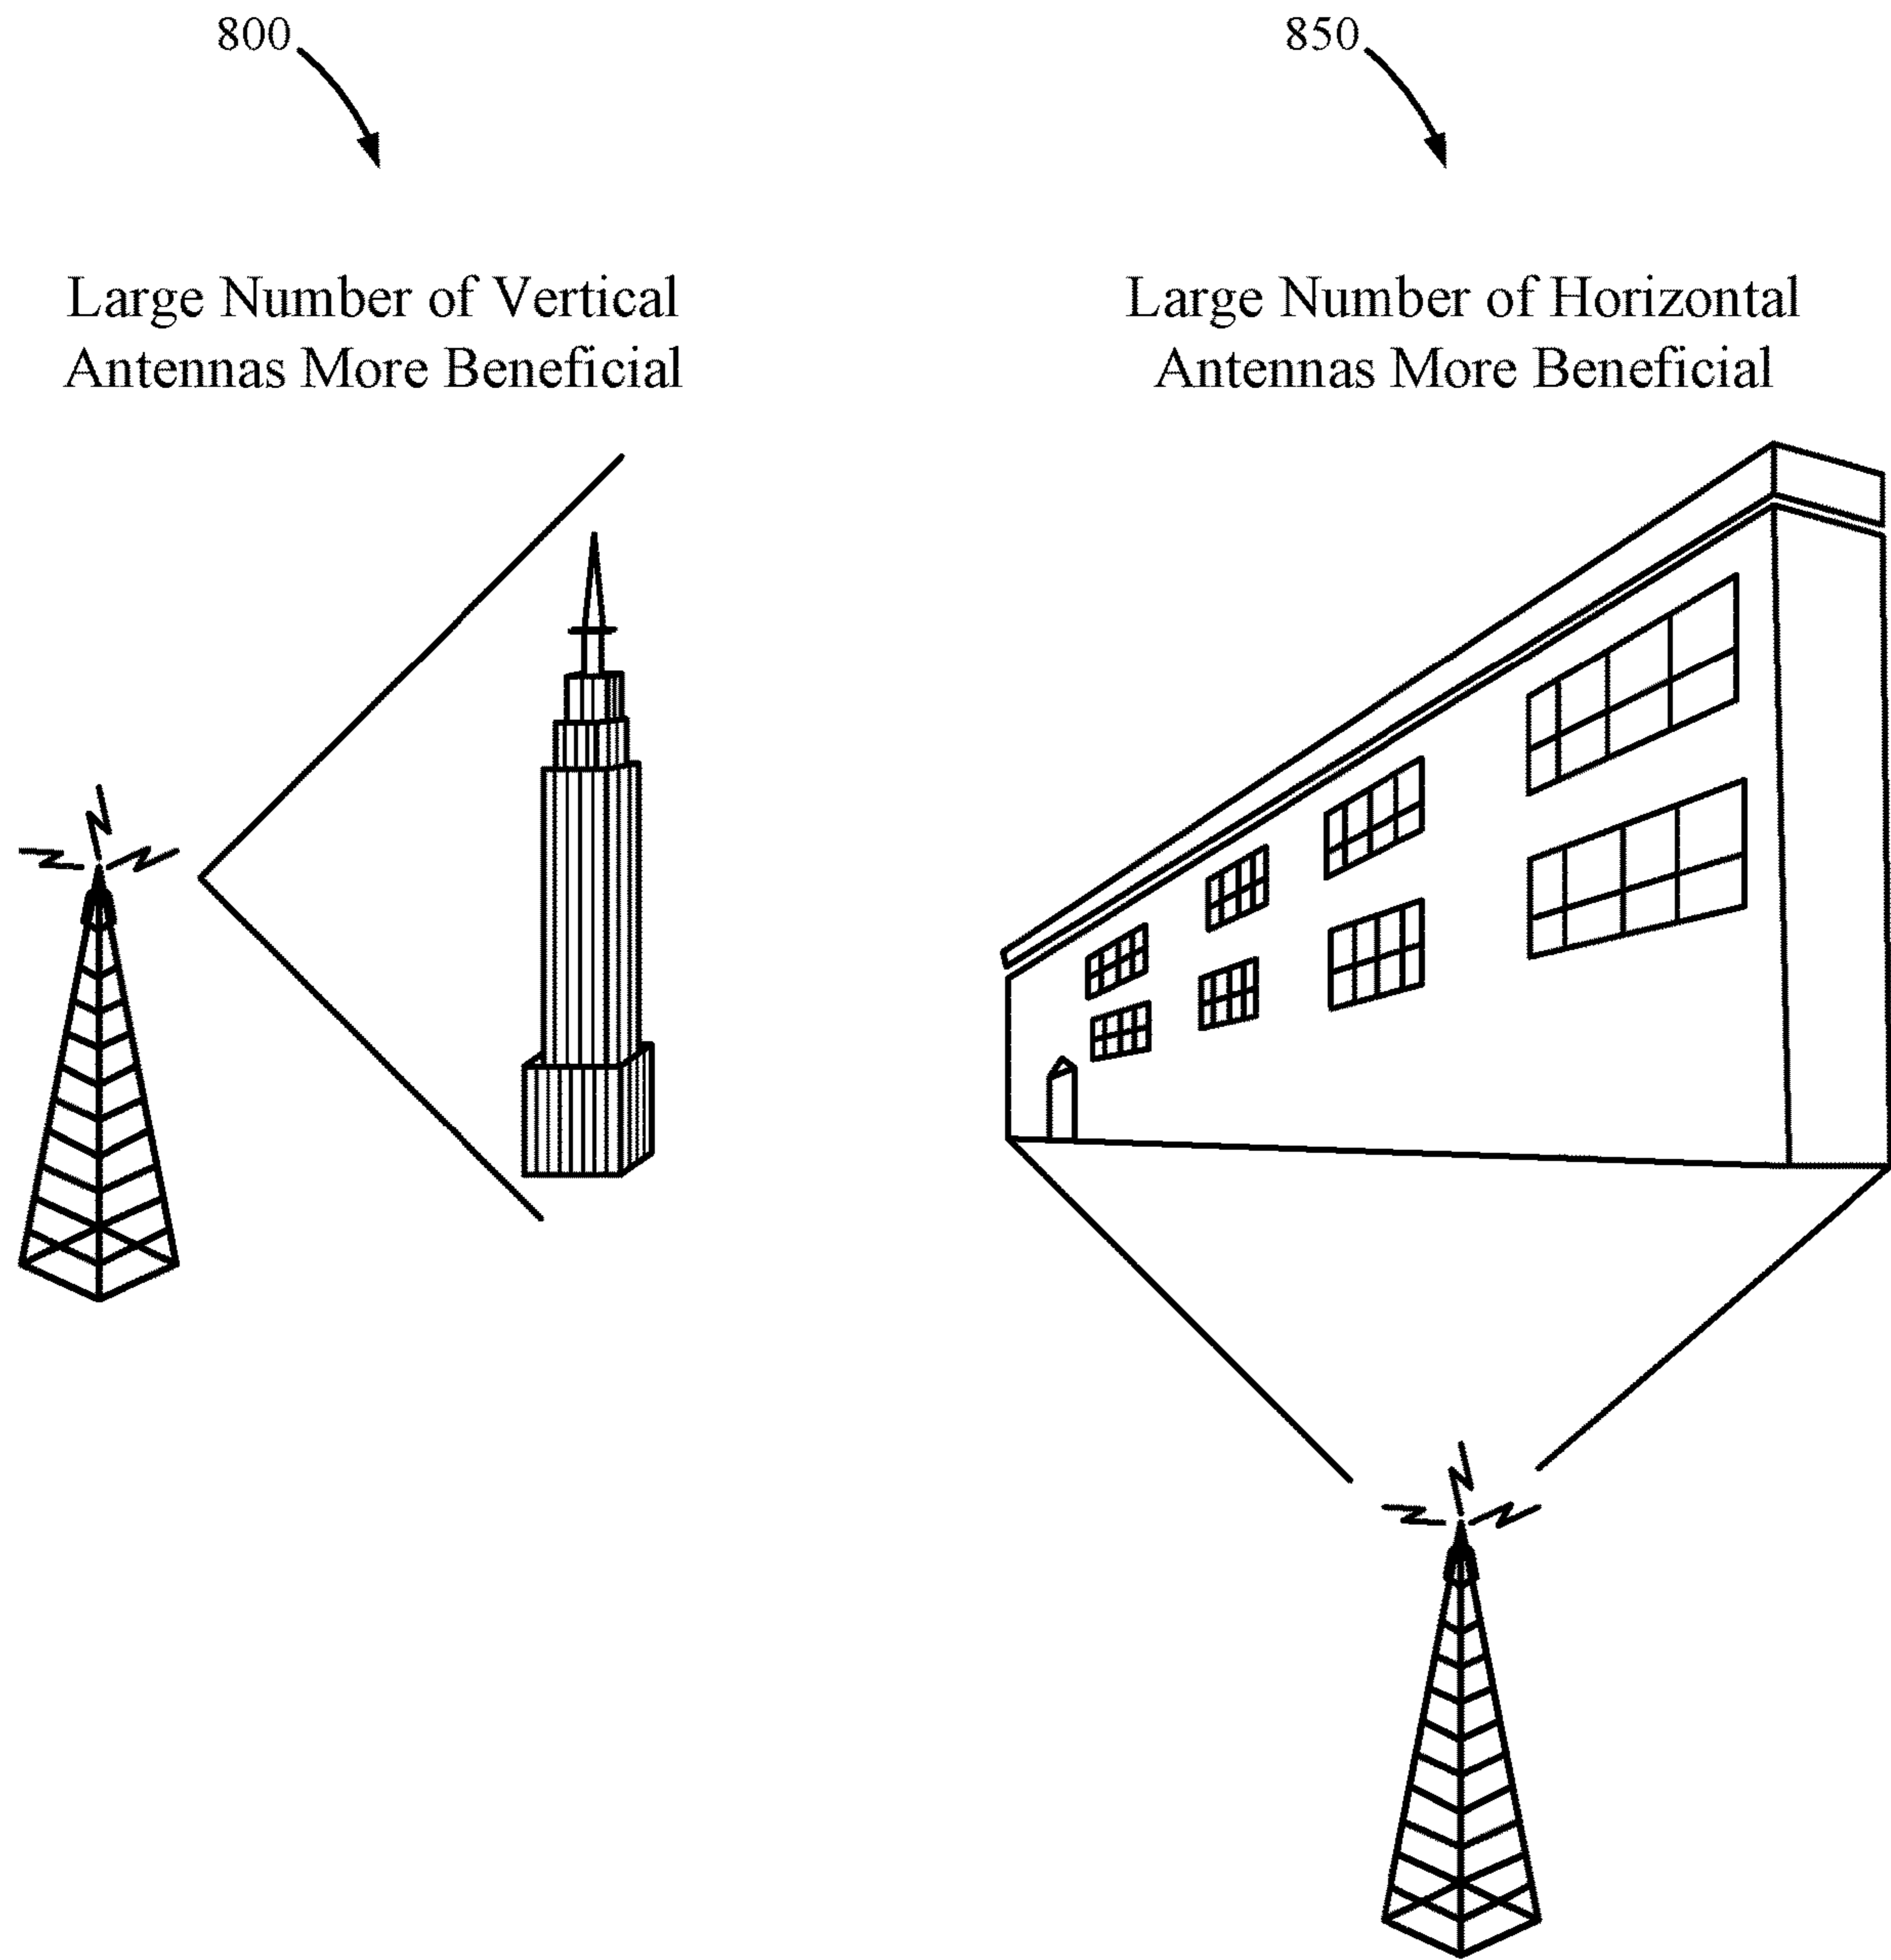 800
850
Large Number of Vertical
Antennas More Beneficial
Large Number of Horizontal
Antennas More Beneficial